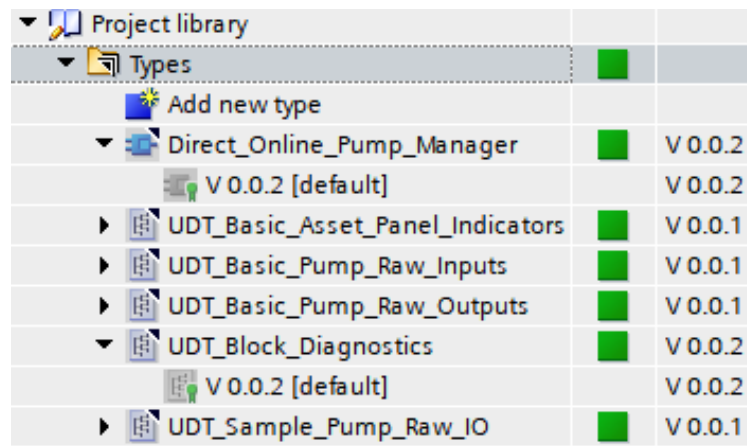 Project library
Types
Add new type
Direct_Online_Pump_Manager V 0.0.2
V 0.0.2 [default] V 0.0.2
UDT_Basic_Asset_Panel_Indicators V 0.0.1
UDT_Basic_Pump_Raw_Inputs V 0.0.1
UDT_Basic_Pump_Raw_Outputs V 0.0.1
UDT_Block_Diagnostics V 0.0.2
V 0.0.2 [default] V 0.0.2
UDT_Sample_Pump_Raw_IO V 0.0.1